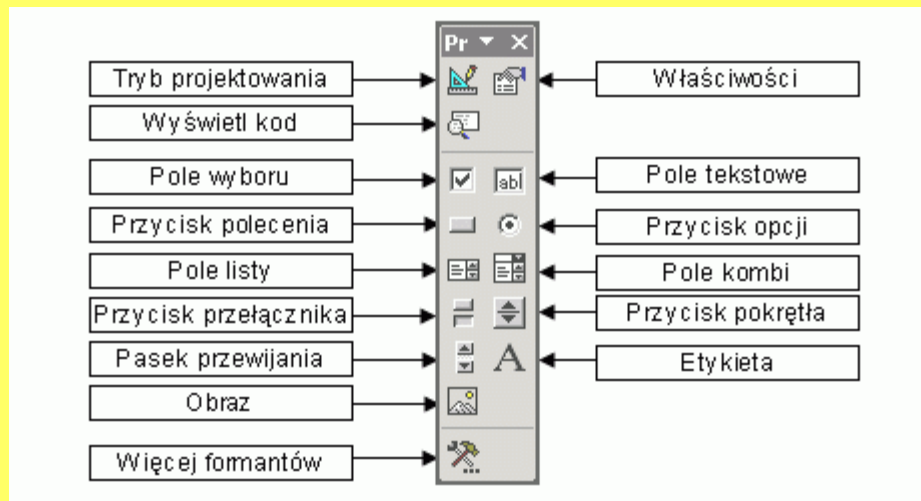 Pr
Tryb projektowania
Właściwości
Wyświetl kod
Pole wyboru
abl
Pole tekstowe
Przycisk polecenia
Przycisk opcji
Pole listy
Pole kombi
Przycisk przełącznika
Przycisk pokrętła
Pasek przewijania
A
Etykieta
Obraz
Więcej formantów